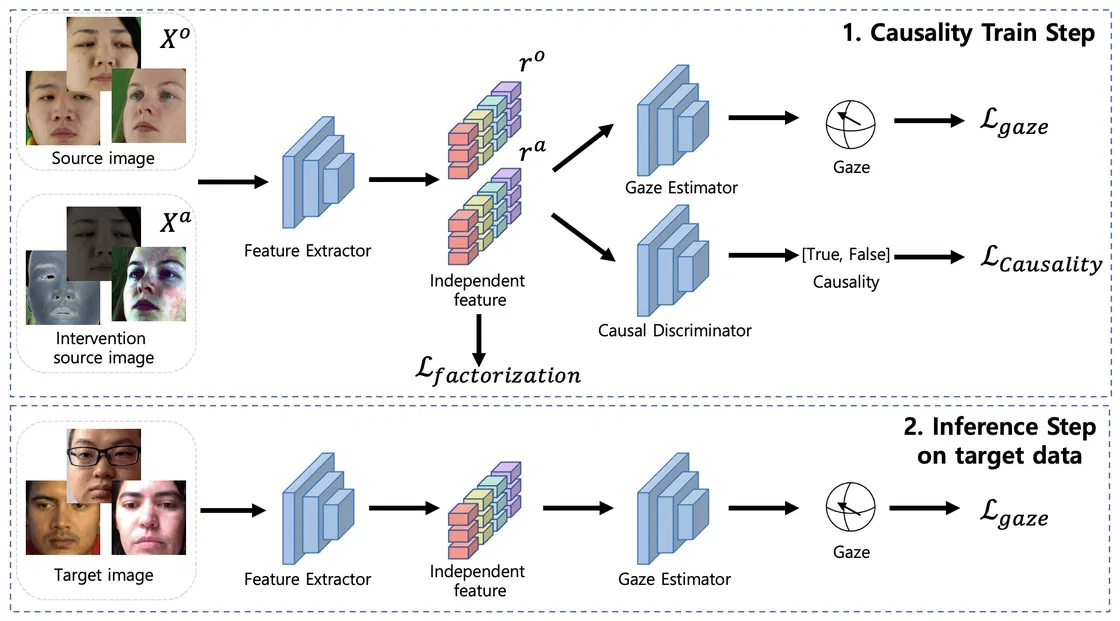 1. Causality Train Step
X^o
Source image
X^a
Intervention
source image
Feature Extractor
r^o
r^a
Independent
feature
ℒ_factorization
Gaze Estimator
Gaze
ℒ_gaze
Causal Discriminator
[True, False]
Causality
ℒ_Causality
2. Inference Step
on target data
Target image
Feature Extractor
Independent
feature
Gaze Estimator
Gaze
ℒ_gaze